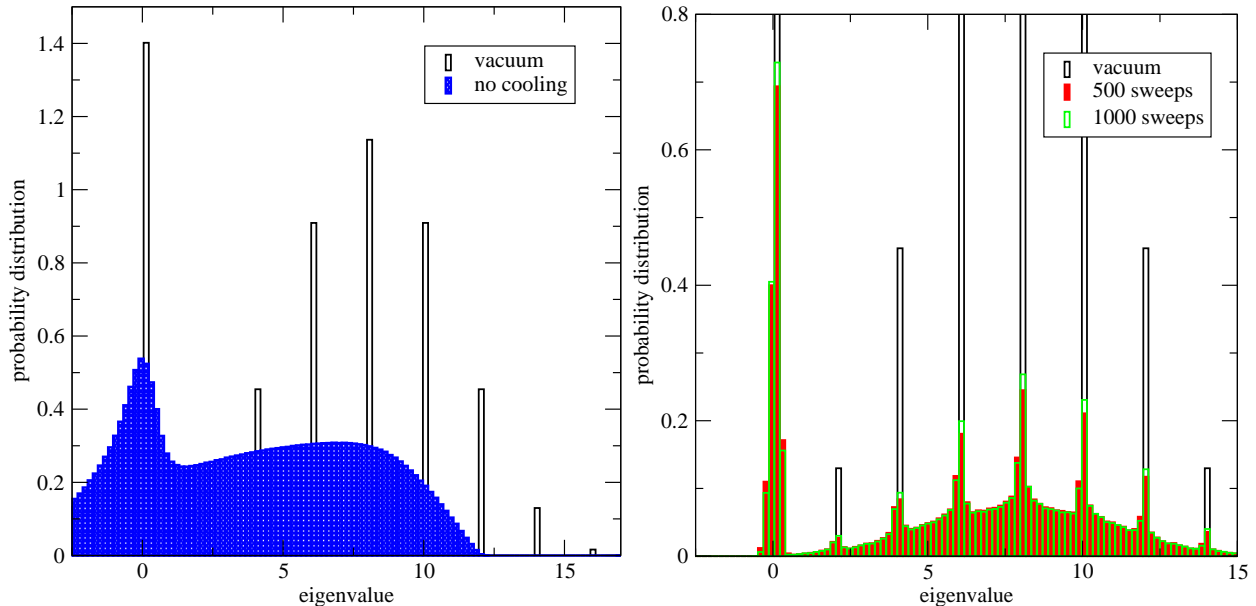 1.4
1.2
1
0.8
0.6
0.4
0.2
0
0
5
10
15
probability distribution
eigenvalue
vacuum
no cooling
0.8
0.6
0.4
0.2
0
0
5
10
15
probability distribution
eigenvalue
vacuum
500 sweeps
1000 sweeps